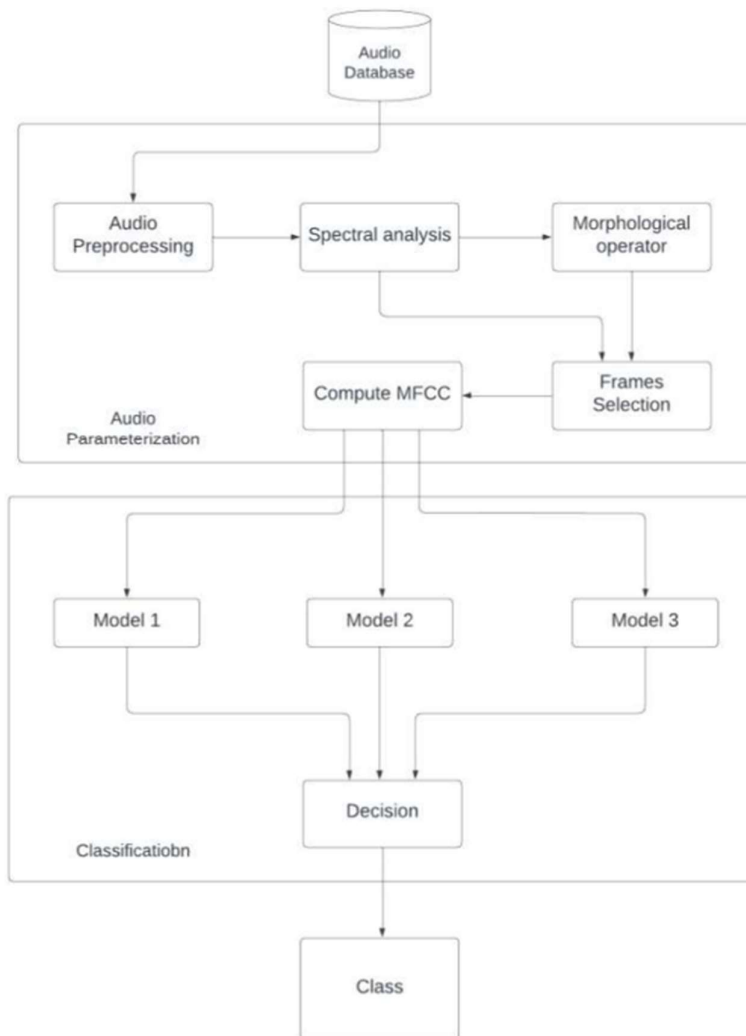 Audio
Database
Audio
Preprocessing
Spectral analysis
Morphological
operator
Compute MFCC
Frames
Selection
Audio
Parameterization
Model 1
Model 2
Model 3
Decision
Classificatiobn
Class